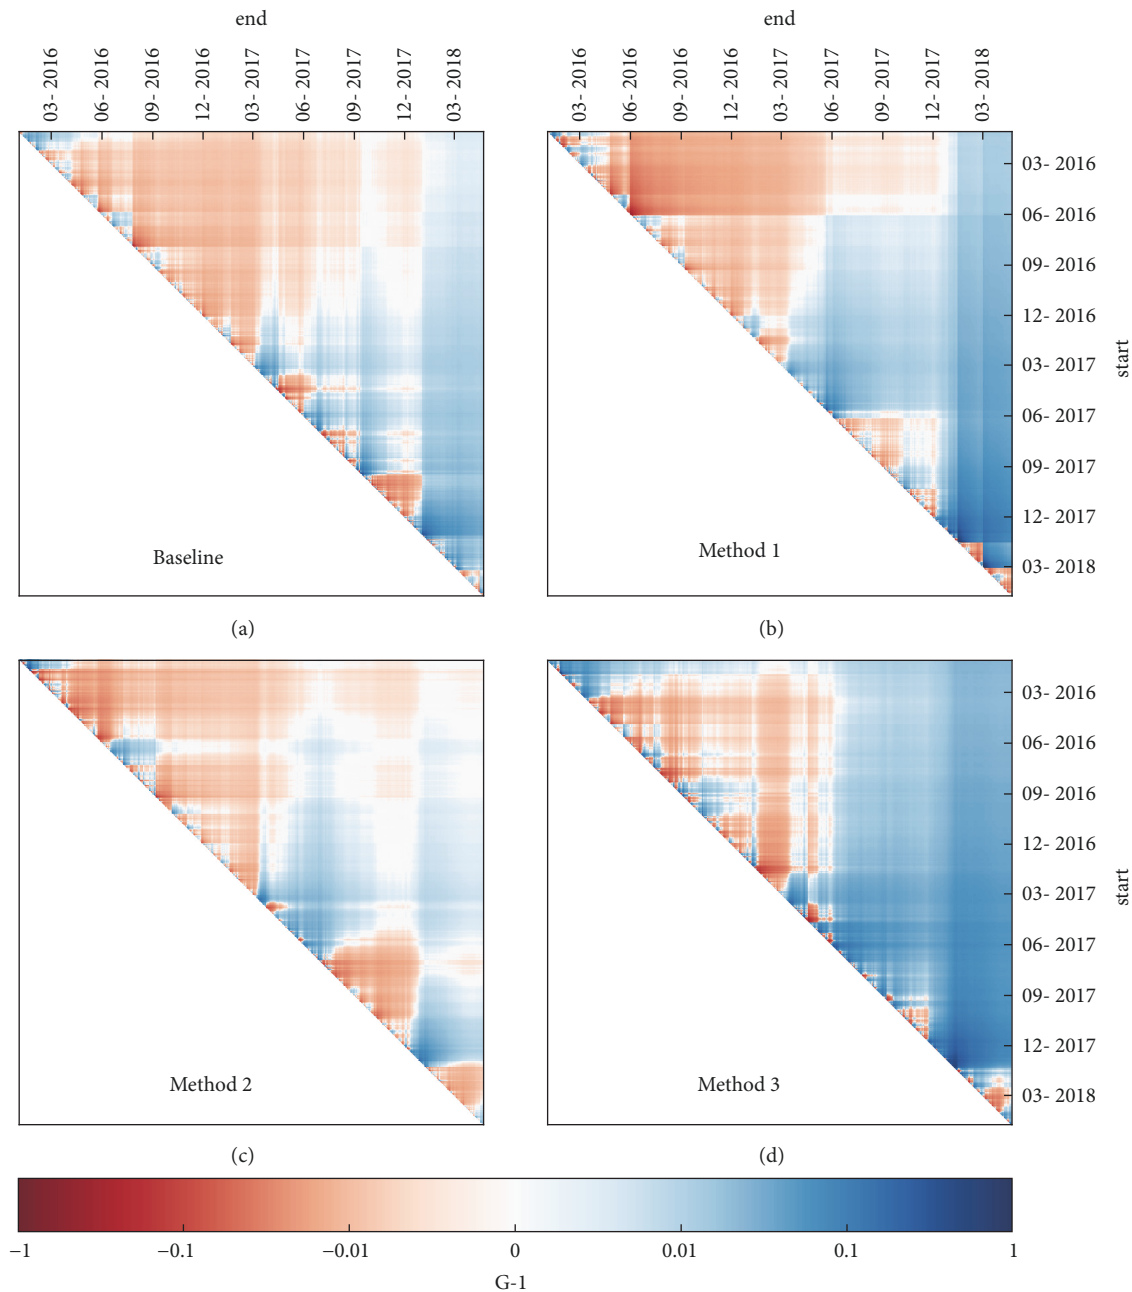 end
end
03- 2016
06- 2016
09- 2016
12- 2016
03- 2017
06- 2017
09- 2017
12- 2017
03- 2018
03- 2016
06- 2016
09- 2016
12- 2016
03- 2017
06- 2017
09- 2017
12- 2017
03- 2018
Baseline
(a)
Method 1
(b)
03- 2016
06- 2016
09- 2016
12- 2016
03- 2017
06- 2017
09- 2017
12- 2017
03- 2018
start
Method 2
(c)
Method 3
(d)
03- 2016
06- 2016
09- 2016
12- 2016
03- 2017
06- 2017
09- 2017
12- 2017
03- 2018
start
−1 −0.1 −0.01 0 0.01 0.1 1
G-1